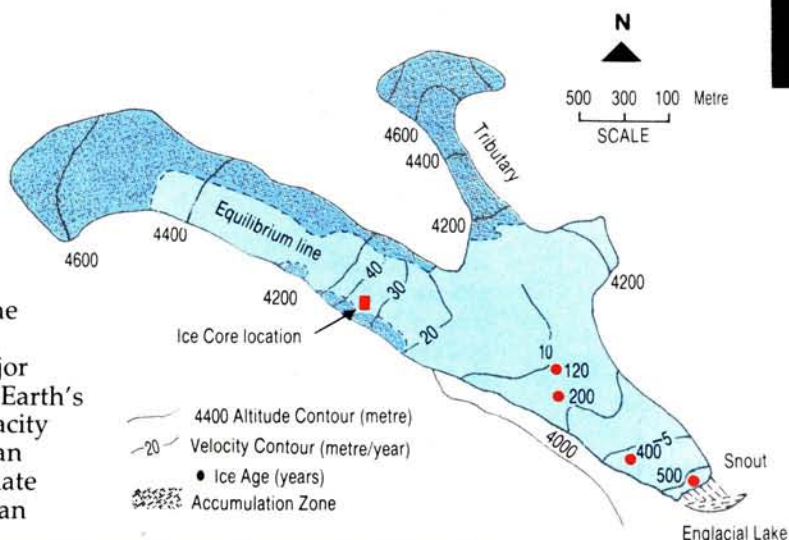 N
500 300 100 Metre
SCALE
4600
4400
Tributary
4200
Equilibrium line
4400
4600
4200
4200
40
30
20
Ice Core location
10
120
200
4000
400
5
500
Snout
Englacial Lake
4400 Altitude Contour (metre)
20 Velocity Contour (metre/year)
Ice Age (years)
Accumulation Zone
Earth's
acity
an
ate
an